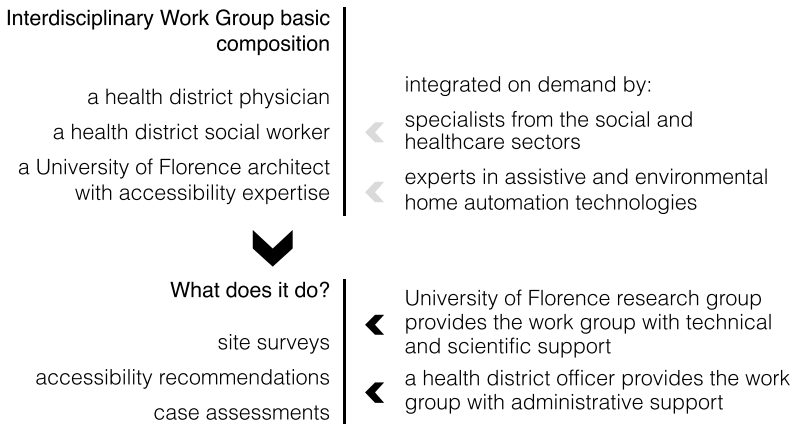 Interdisciplinary Work Group basic
composition
a health district physician
a health district social worker
a University of Florence architect
with accessibility expertise
integrated on demand by:
specialists from the social and
healthcare sectors
experts in assistive and environmental
home automation technologies
What does it do?
site surveys
accessibility recommendations
case assessments
University of Florence research group
provides the work group with technical
and scientific support
a health district officer provides the work
group with administrative support